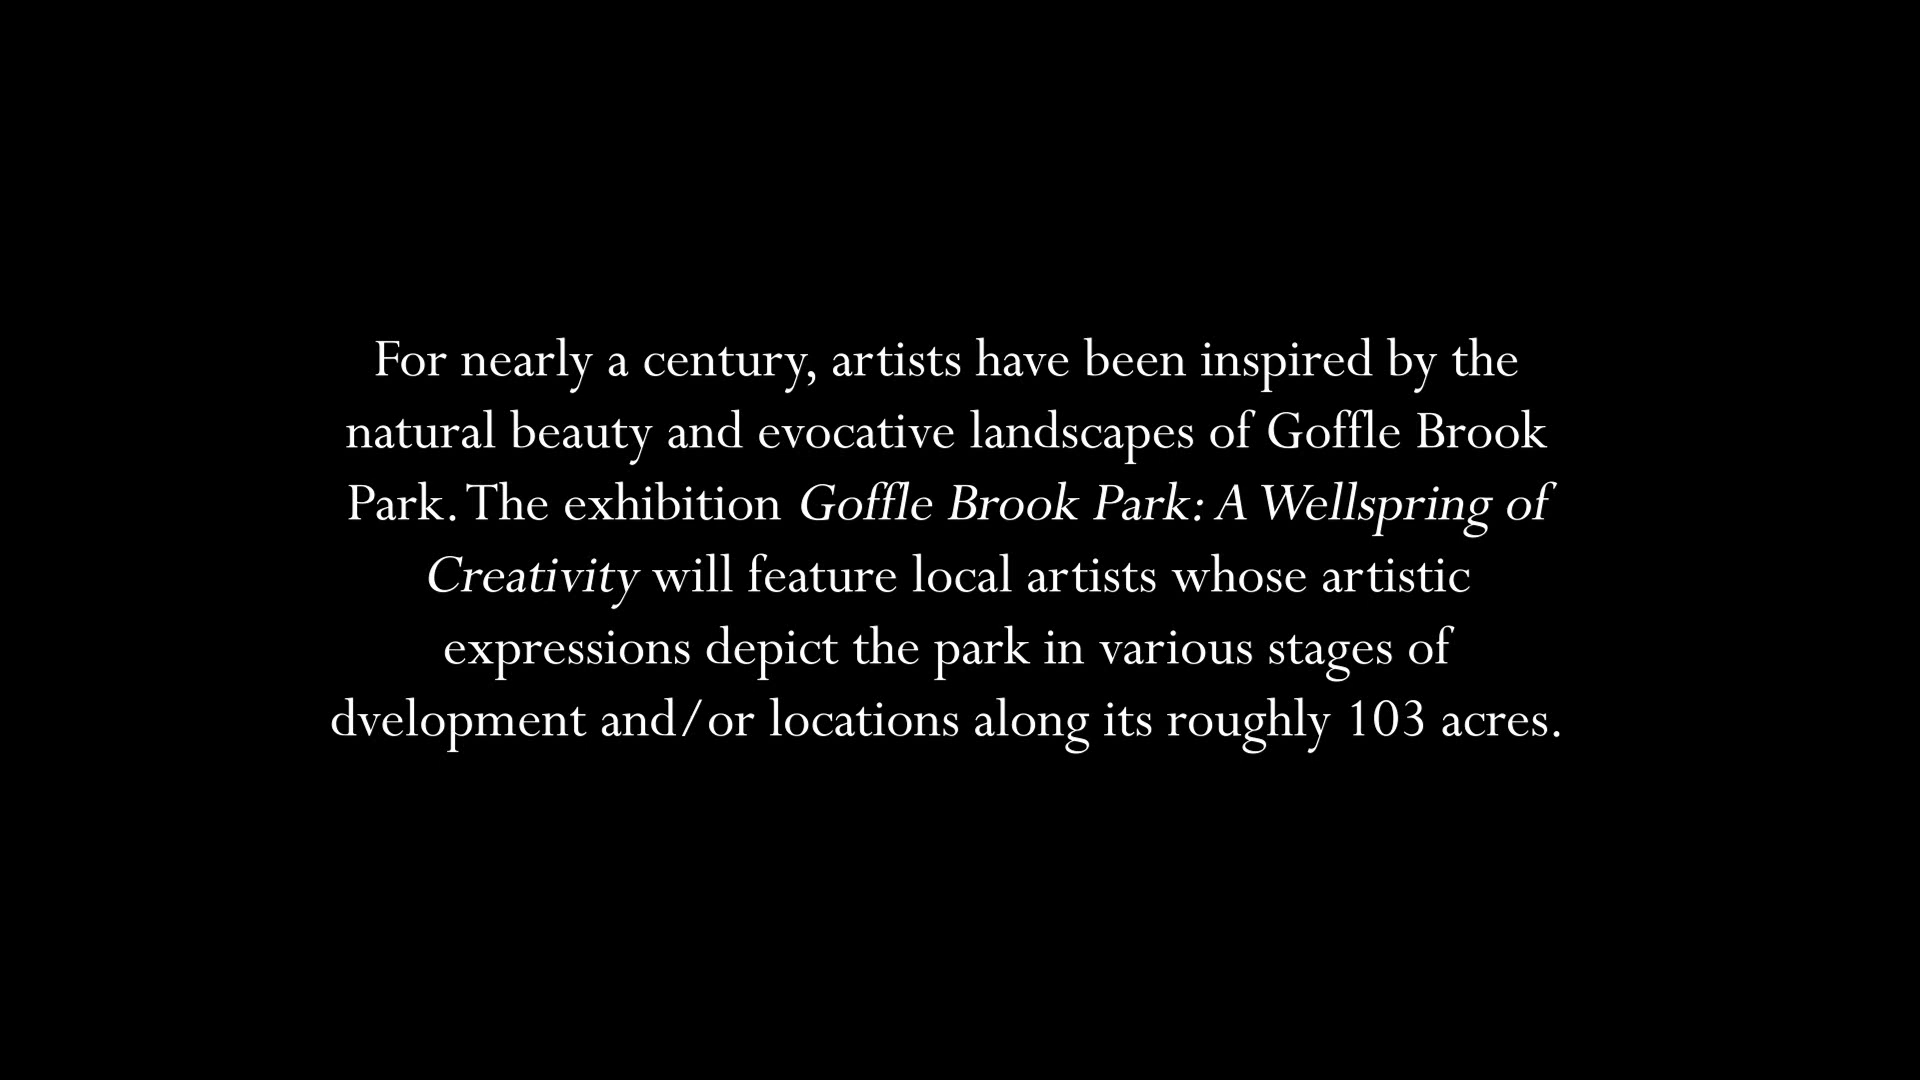 For nearly a century, artists have been inspired by the
natural beauty and evocative landscapes of Goffle Brook
Park. The exhibition Goffle Brook Park: A Wellspring of
Creativity will feature local artists whose artistic
expressions depict the park in various stages of
dvelopment and/or locations along its roughly 103 acres.